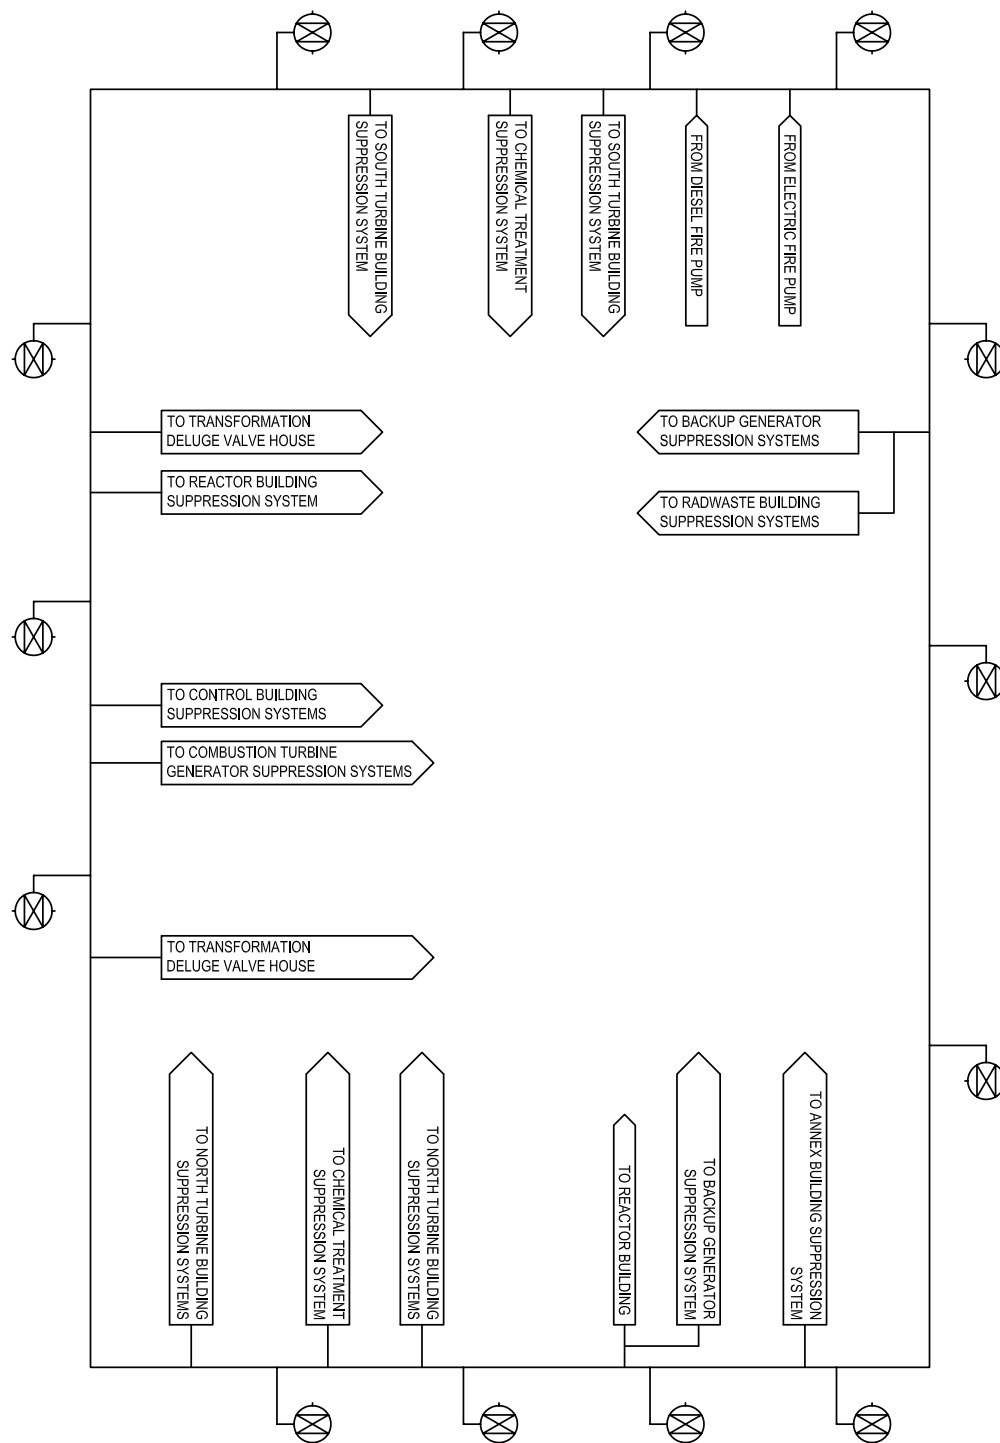 TO SOUTH TURBINE BUILDING
SUPPRESSION SYSTEM
TO CHEMICAL TREATMENT
SUPPRESSION SYSTEM
TO SOUTH TURBINE BUILDING
SUPPRESSION SYSTEM
FROM DIESEL FIRE PUMP
FROM ELECTRIC FIRE PUMP
TO TRANSFORMATION
DELUGE VALVE HOUSE
TO BACKUP GENERATOR
SUPPRESSION SYSTEMS
TO REACTOR BUILDING
SUPPRESSION SYSTEM
TO RADWASTE BUILDING
SUPPRESSION SYSTEMS
TO CONTROL BUILDING
SUPPRESSION SYSTEMS
TO COMBUSTION TURBINE
GENERATOR SUPPRESSION SYSTEMS
TO TRANSFORMATION
DELUGE VALVE HOUSE
TO NORTH TURBINE BUILDING
SUPPRESSION SYSTEMS
TO CHEMICAL TREATMENT
SUPPRESSION SYSTEM
TO NORTH TURBINE BUILDING
SUPPRESSION SYSTEMS
TO REACTOR BUILDING
TO BACKUP GENERATOR
SUPPRESSION SYSTEM
TO ANNEX BUILDING SUPPRESSION
SYSTEM